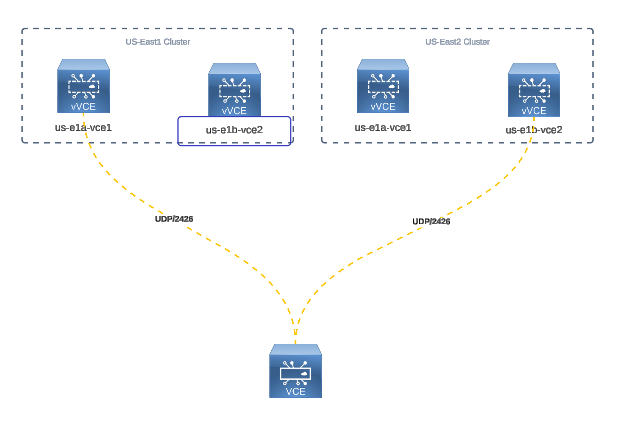 US-East1 Cluster
US-East2 Cluster
vVCE
vVCE
vVCE
vVCE
us-e1a-vce1
us-e1b-vce2
us-e1a-vce1
us-e1b-vce2
UDP/2426
UDP/2426
VCE